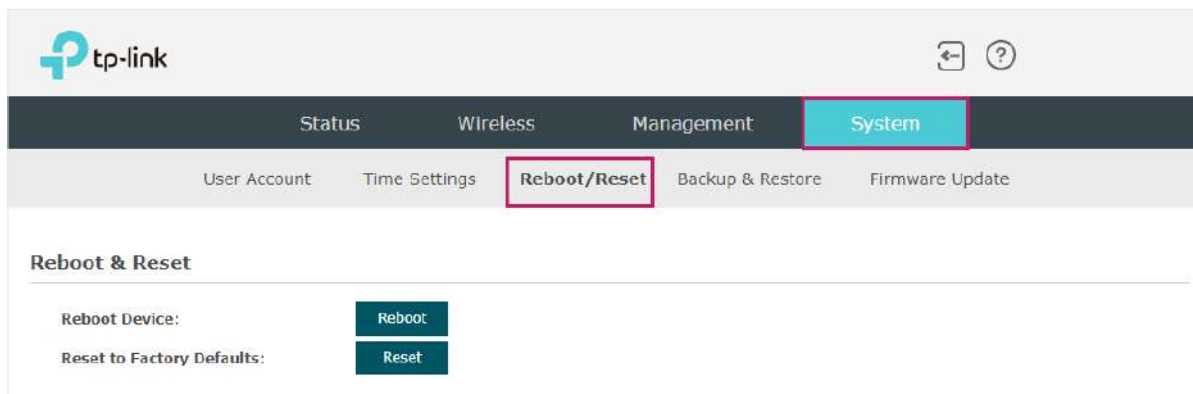 tp-link
Status Wireless Management System
User Account Time Settings Reboot/Reset Backup & Restore Firmware Update
Reboot & Reset
Reboot Device: Reboot
Reset to Factory Defaults: Reset